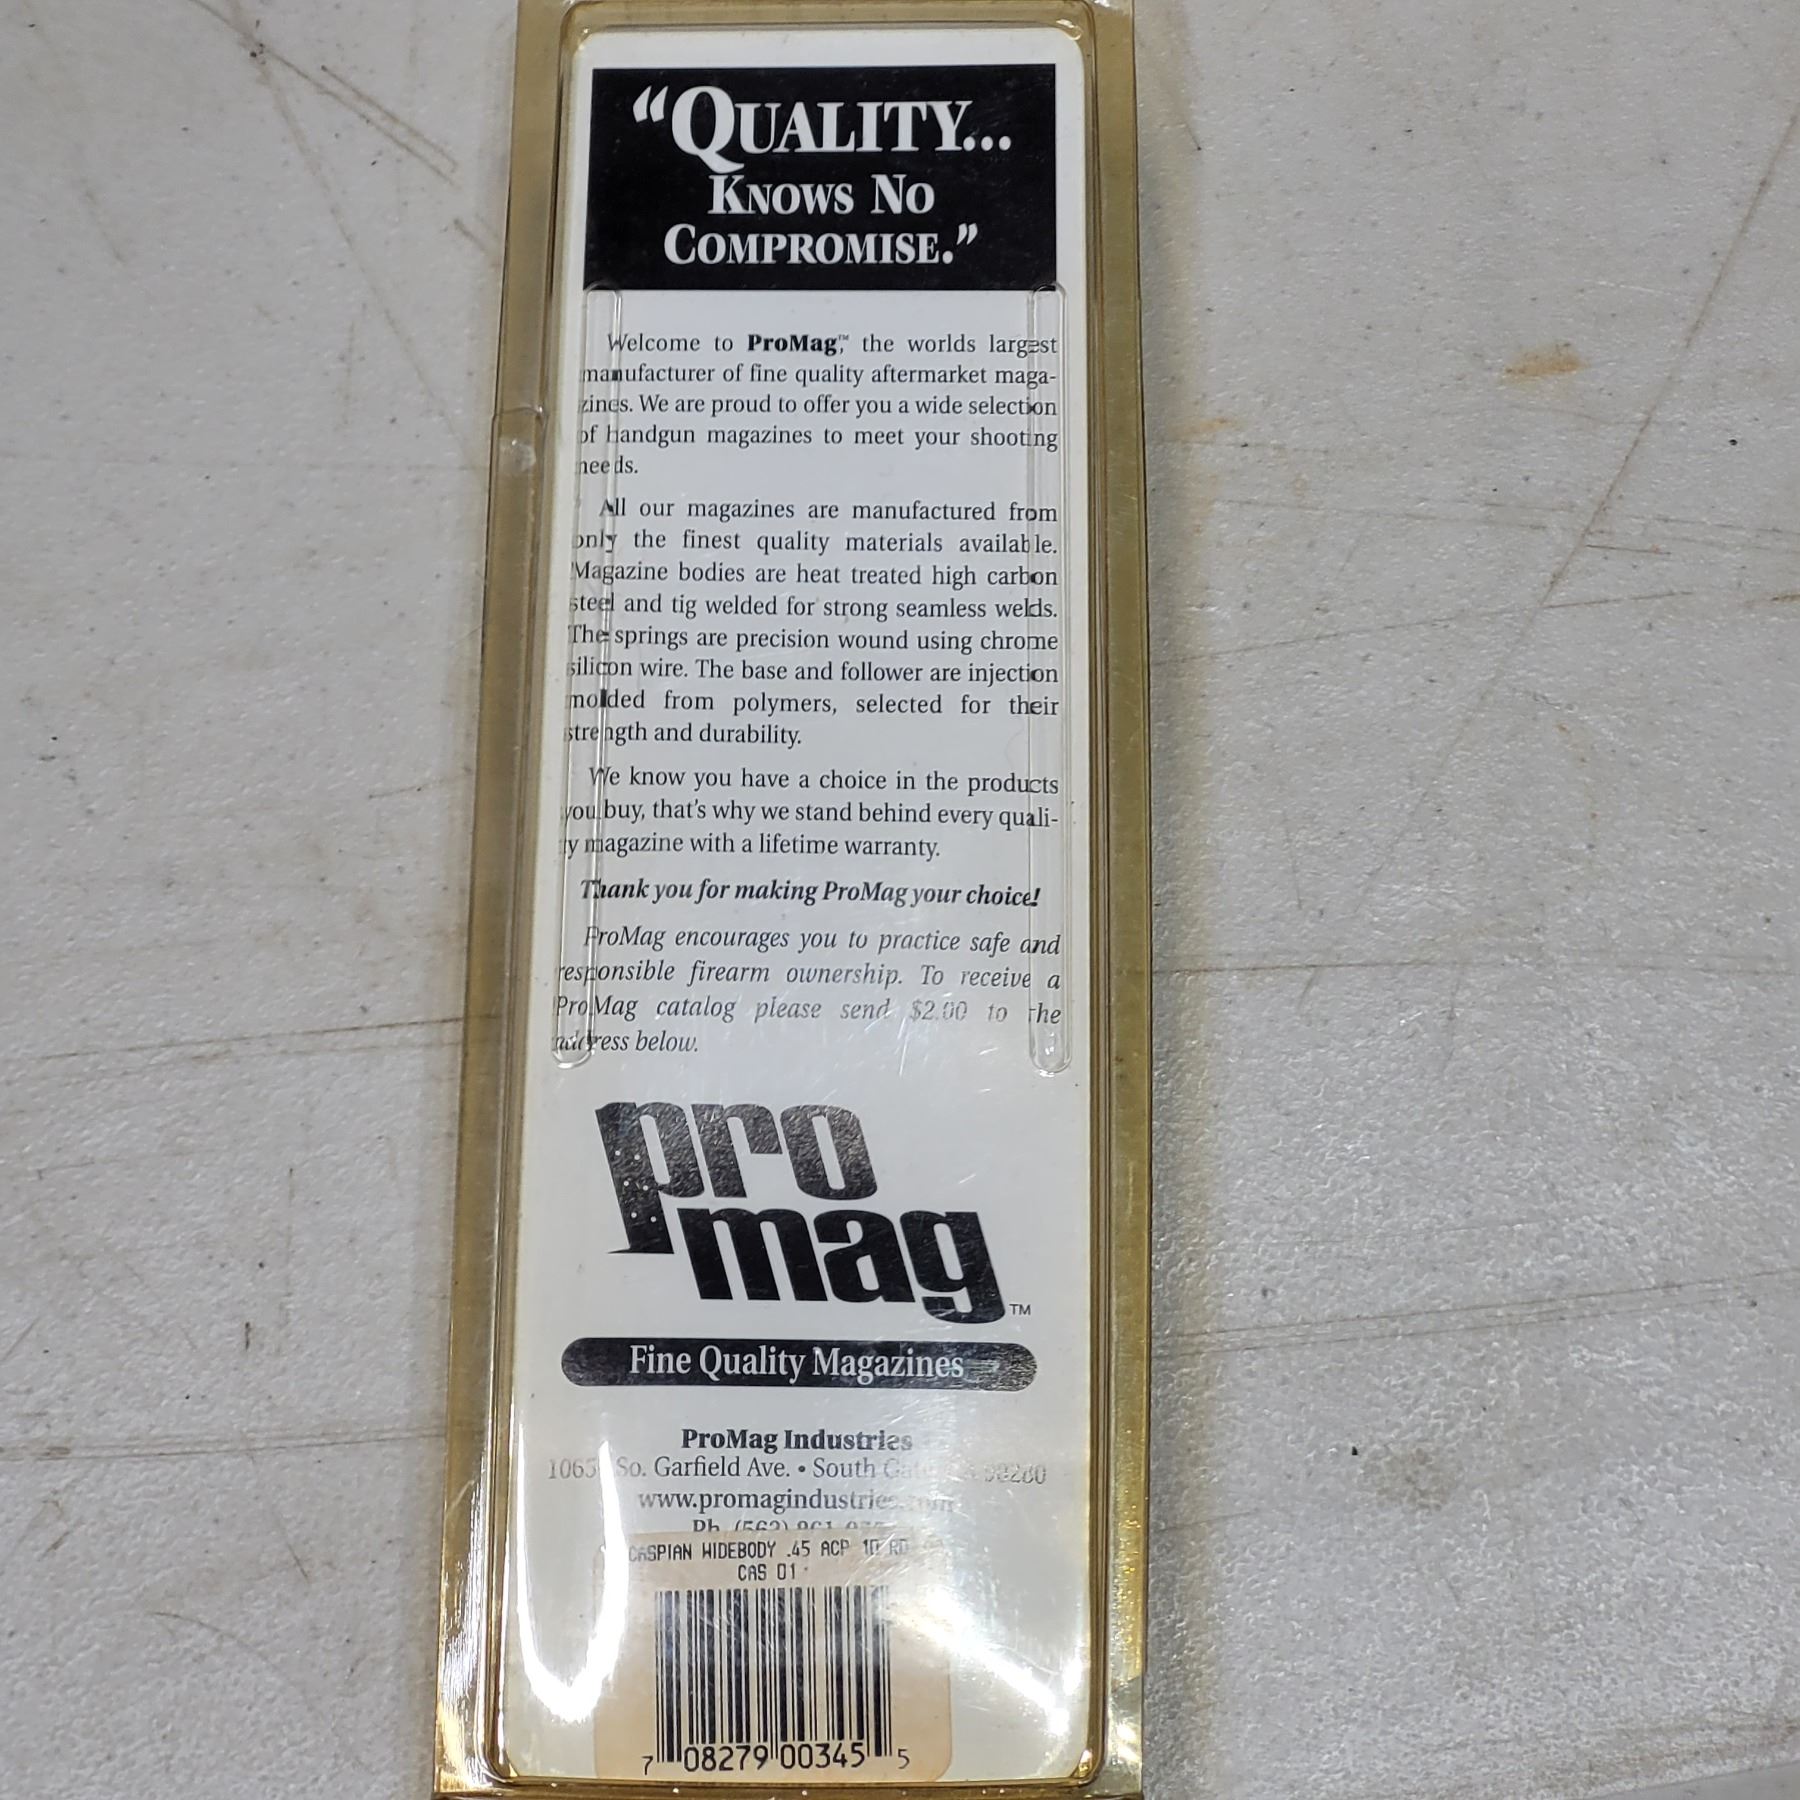 “QUALITY...
KNOWS NO
COMPROMISE.”
Welcome to ProMag,™ the worlds largest
manufacturer of fine quality aftermarket maga-
zines. We are proud to offer you a wide selection
of handgun magazines to meet your shooting
needs.
All our magazines are manufactured from
only the finest quality materials available.
Magazine bodies are heat treated high carbon
steel and tig welded for strong seamless welds.
The springs are precision wound using chrome
silicon wire. The base and follower are injection
molded from polymers, selected for their
strength and durability.
We know you have a choice in the products
you buy, that's why we stand behind every quali-
ty magazine with a lifetime warranty.
Thank you for making ProMag your choice!
ProMag encourages you to practice safe and
responsible firearm ownership. To receive a
ProMag catalog please send $2.00 to the
address below.
pro
mag TM
Fine Quality Magazines
ProMag Industries
So. Garfield Ave. • South
www.promagindustries.com
Ph. (562)
CASPIAN WIDEBODY .45 ACP 10 RD
CAS 01
7 08279 00345 5